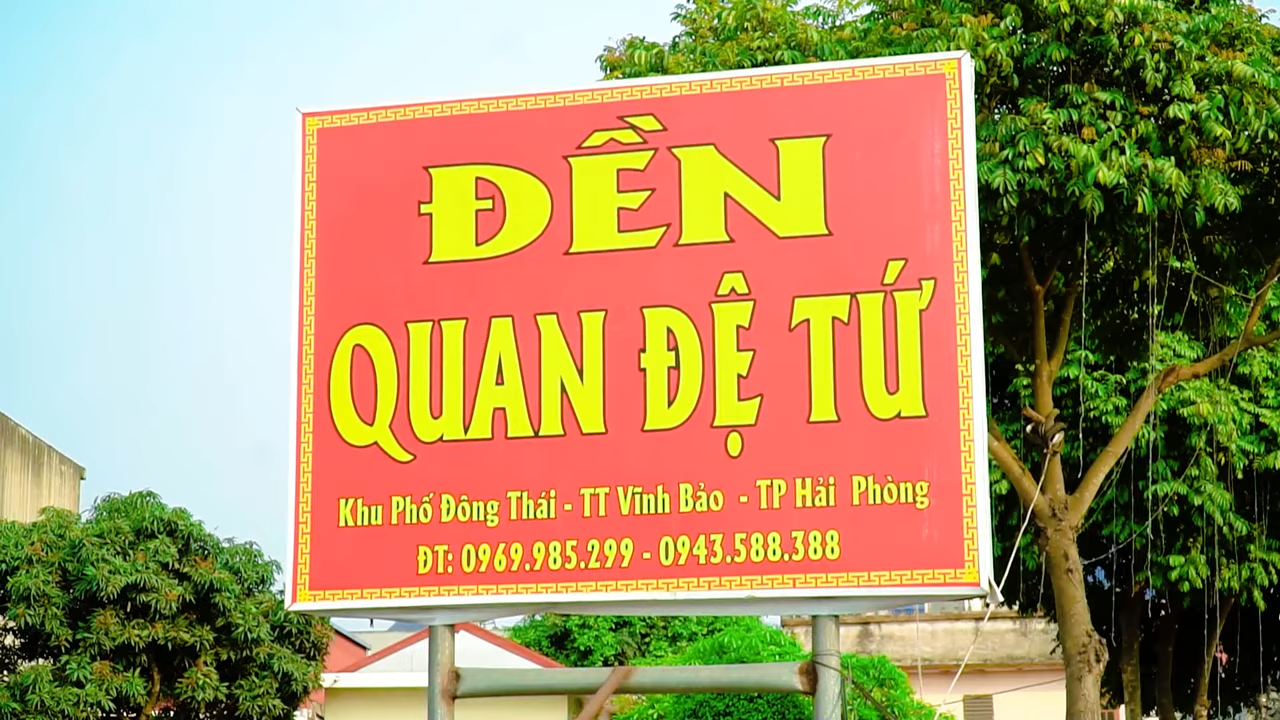 ĐỀN
QUAN ĐỆ TỨ
Khu Phố Đông Thái - TT Vĩnh Bảo - TP Hải Phòng
ĐT: 0969.985.299 - 0943.588.388